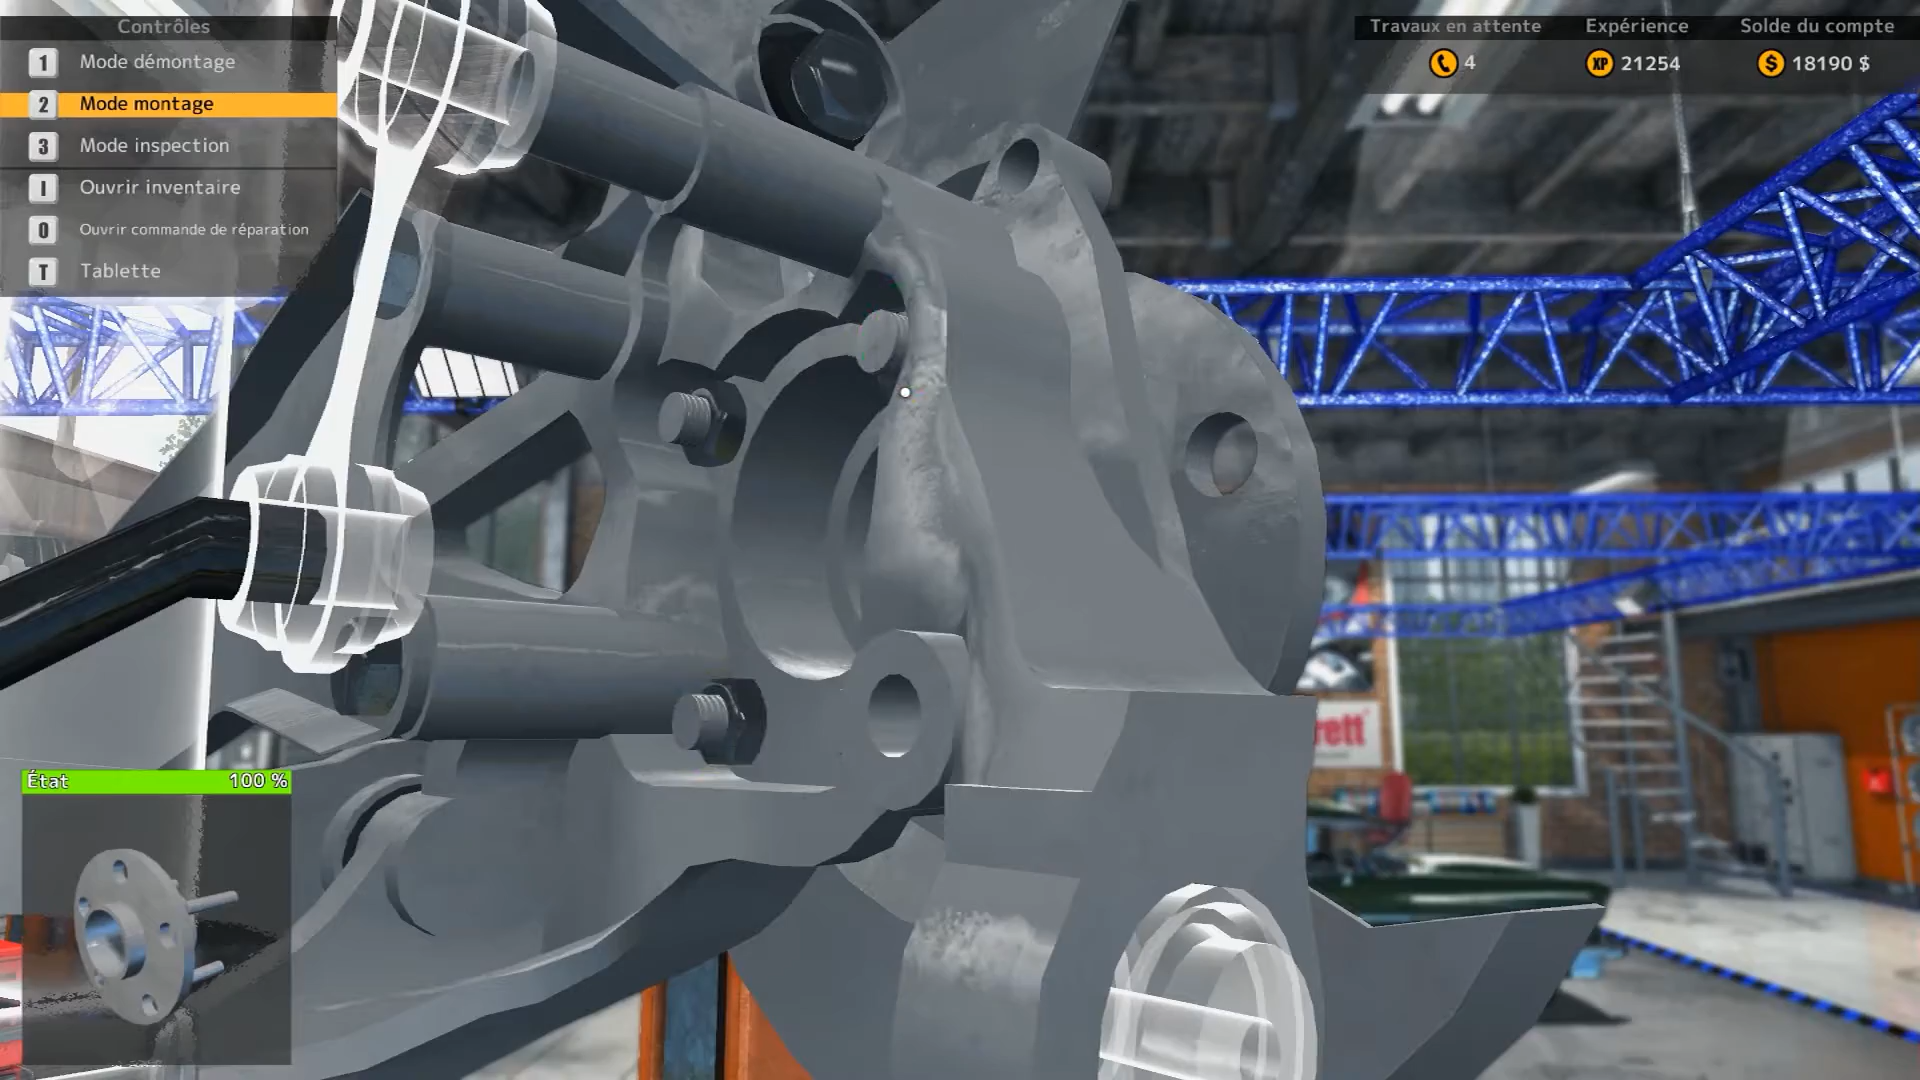 Contrôles
1 Mode démontage
2 Mode montage
3 Mode inspection
I Ouvrir inventaire
O Ouvrir commande de réparation
T Tablette
Travaux en attente Expérience Solde du compte
4 XP 21254 $ 18190 $
État 100 %
rett